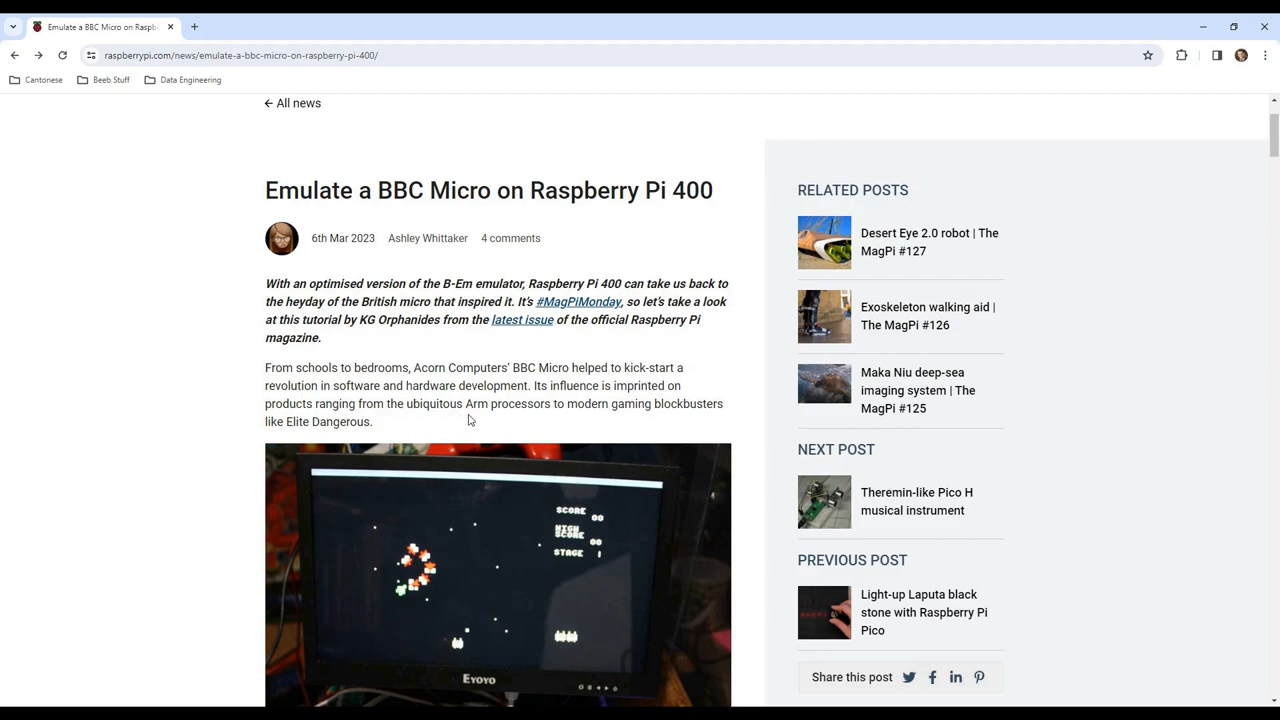 Emulate a BBC Micro on Raspb
raspberrypi.com/news/emulate-a-bbc-micro-on-raspberry-pi-400/
Cantonese
Beeb Stuff
Data Engineering
← All news
Emulate a BBC Micro on Raspberry Pi 400
6th Mar 2023 Ashley Whittaker 4 comments
With an optimised version of the B-Em emulator, Raspberry Pi 400 can take us back to
the heyday of the British micro that inspired it. It's #MagPiMonday, so let's take a look
at this tutorial by KG Orphanides from the latest issue of the official Raspberry Pi
magazine.
From schools to bedrooms, Acorn Computers' BBC Micro helped to kick-start a
revolution in software and hardware development. Its influence is imprinted on
products ranging from the ubiquitous Arm processors to modern gaming blockbusters
like Elite Dangerous.
SCORE
00
HIGH
SCORE
00
STAGE 1
Eyoyo
RELATED POSTS
Desert Eye 2.0 robot | The
MagPi #127
Exoskeleton walking aid |
The MagPi #126
Maka Niu deep-sea
imaging system | The
MagPi #125
NEXT POST
Theremin-like Pico H
musical instrument
PREVIOUS POST
Light-up Laputa black
stone with Raspberry Pi
Pico
Share this post